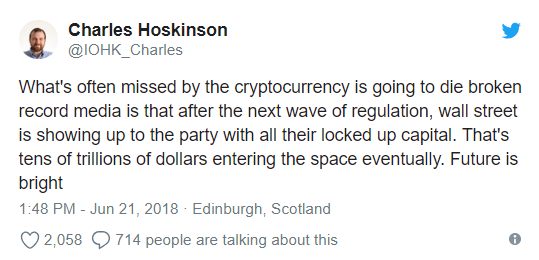 Charles Hoskinson
@IOHK_Charles
What's often missed by the cryptocurrency is going to die broken
record media is that after the next wave of regulation, wall street
is showing up to the party with all their locked up capital. That's
tens of trillions of dollars entering the space eventually. Future is
bright
1:48 PM - Jun 21, 2018 · Edinburgh, Scotland
2,058 714 people are talking about this